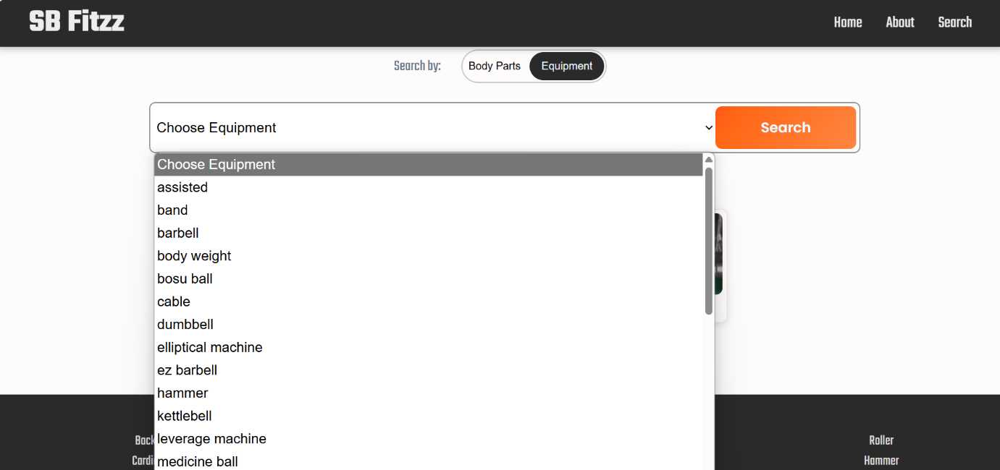 SB Fitzz
Home About Search
Search by: Body Parts Equipment
Choose Equipment Search
Choose Equipment
assisted
band
barbell
body weight
bosu ball
cable
dumbbell
elliptical machine
ez barbell
hammer
kettlebell
Back
leverage machine
Roller
medicine ball
Hammer